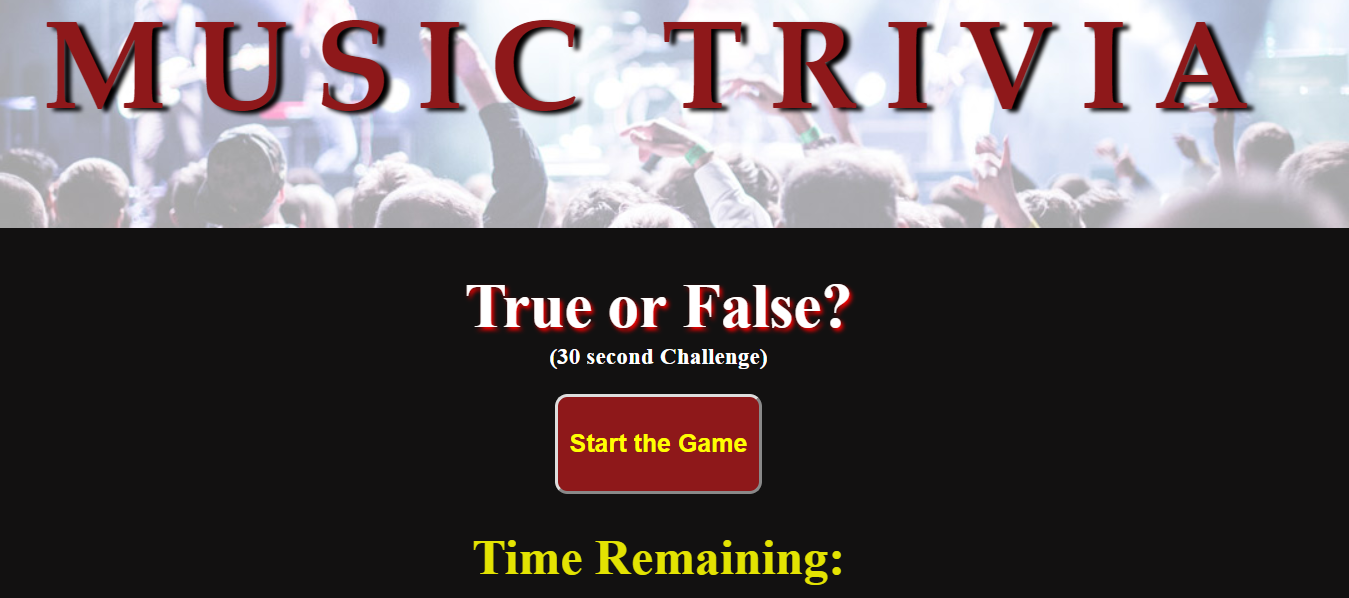 MUSIC TRIVIA
True or False?
(30 second Challenge)
Start the Game
Time Remaining: